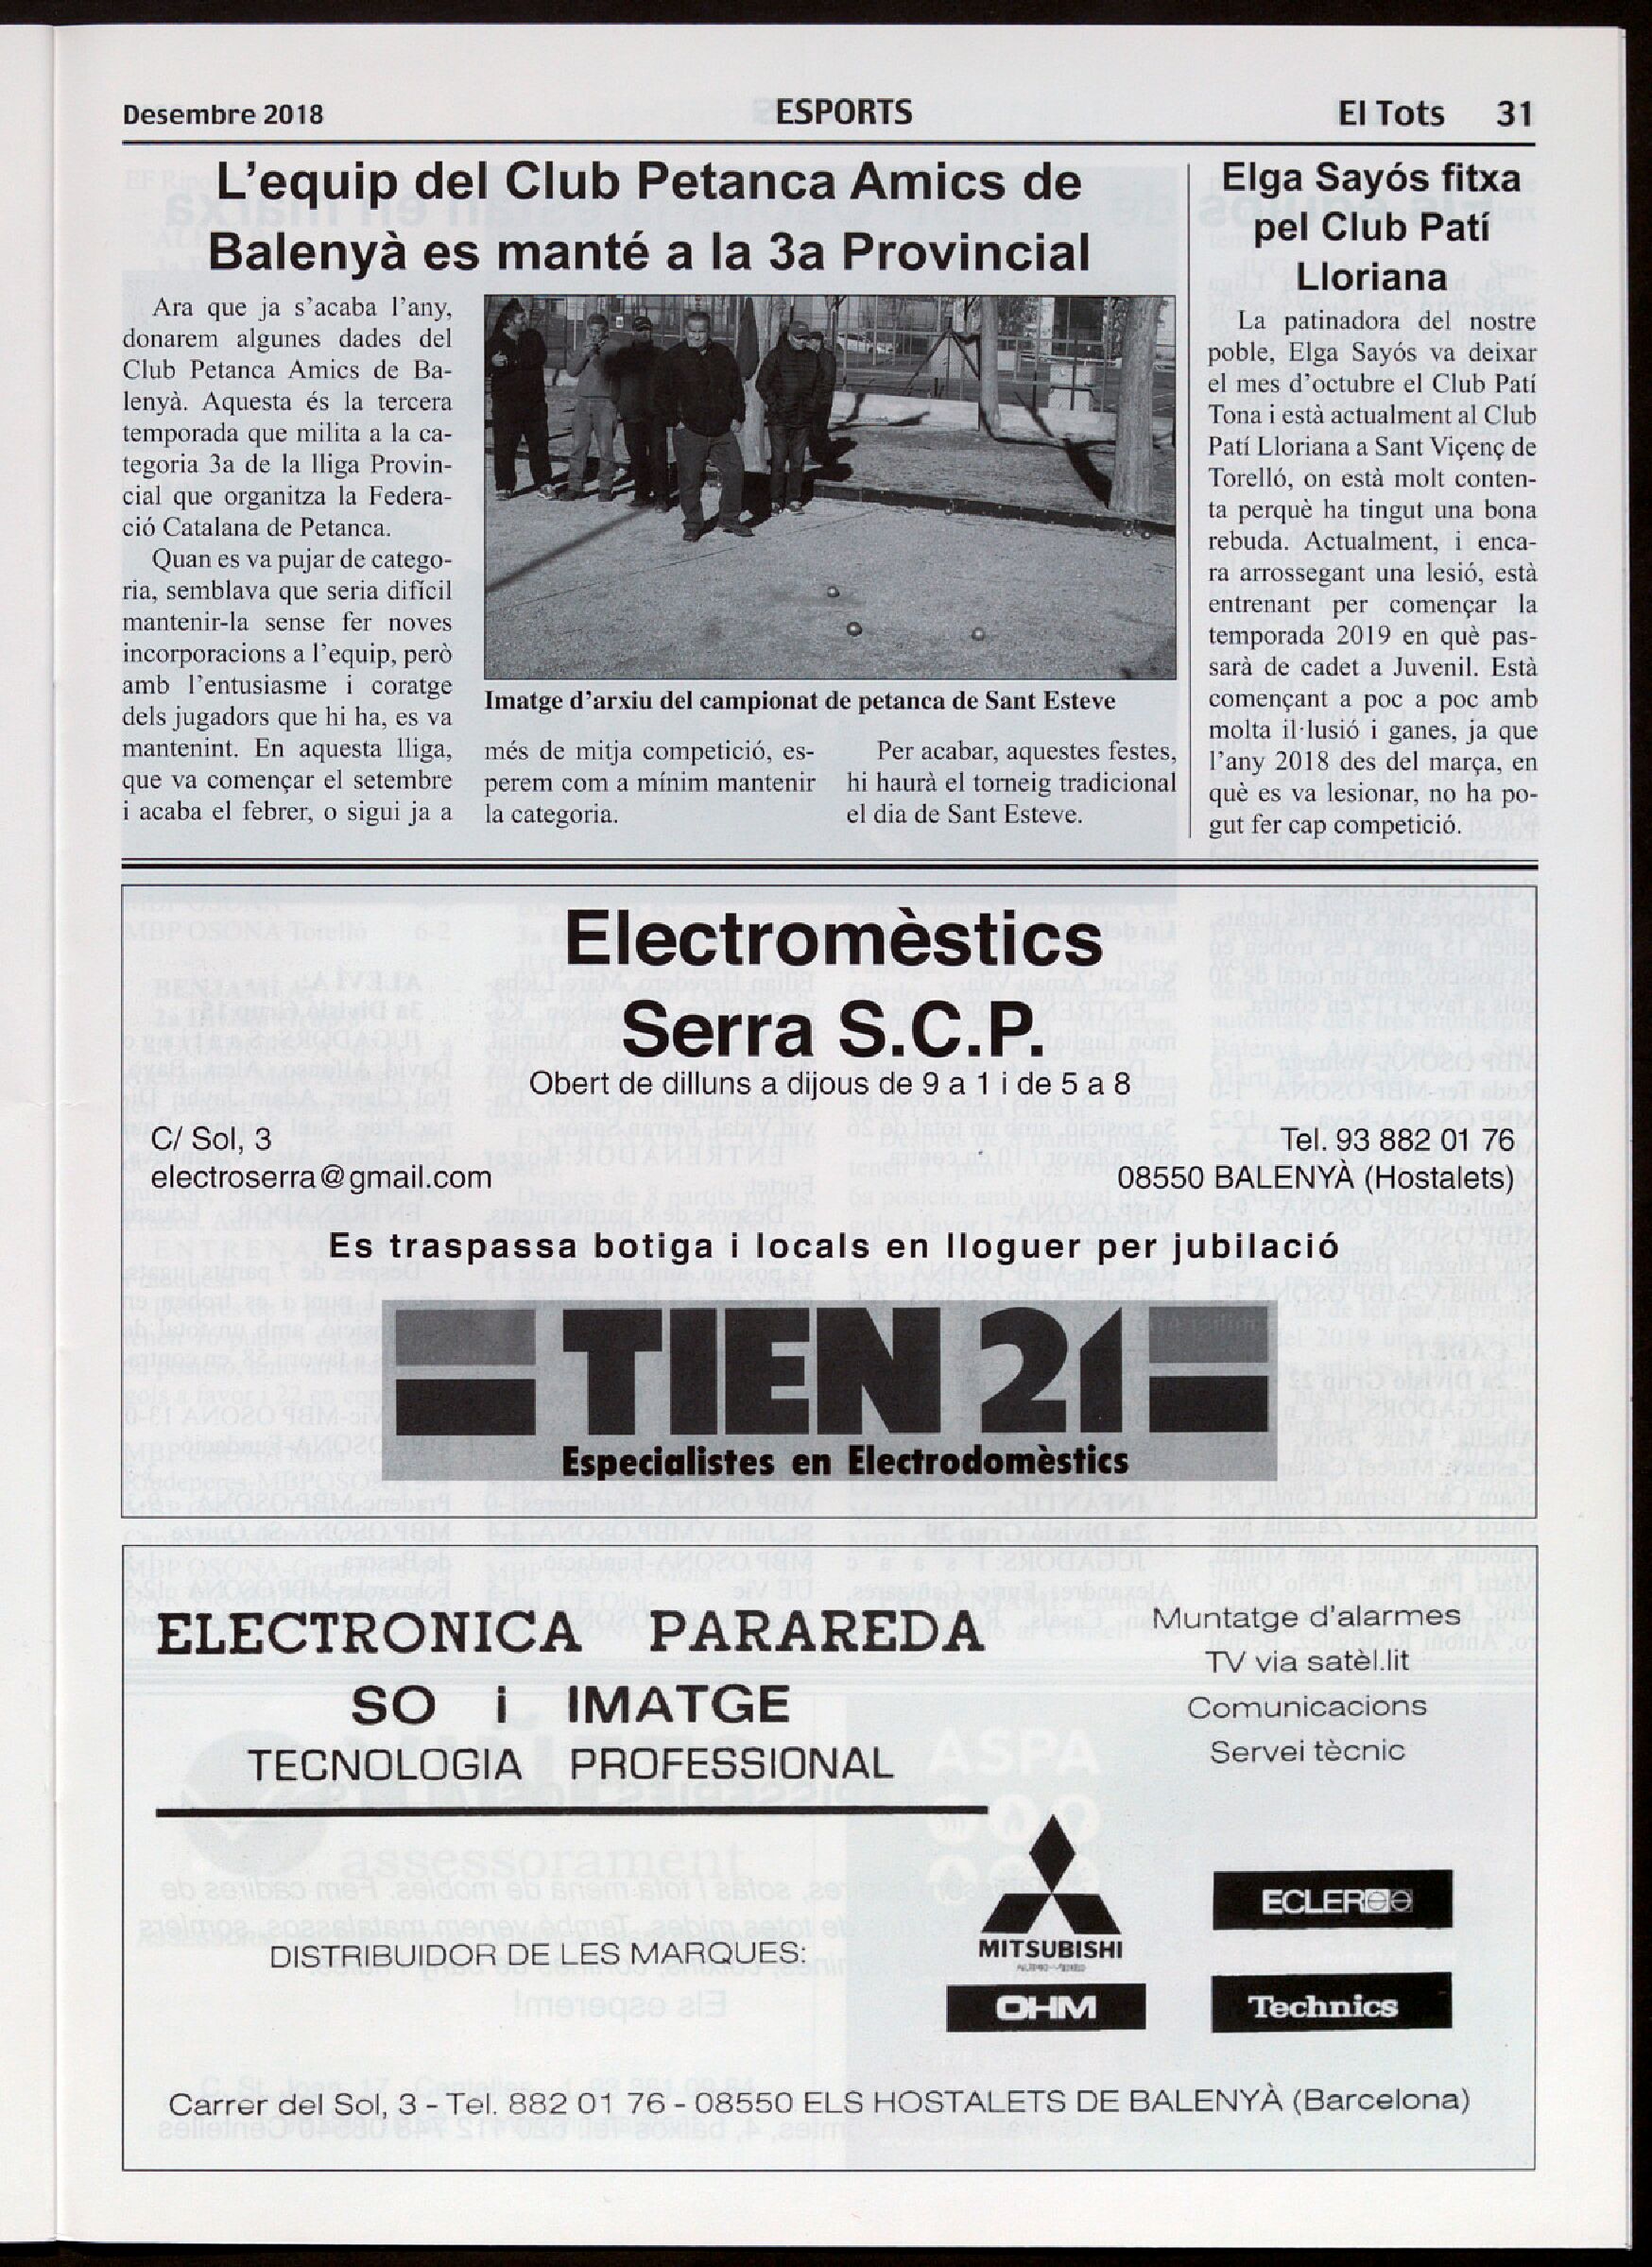 Desembre 2018
ESPORTS
El Tots 31
L'equip del Club Petanca Amics de
Balenyà es manté a la 3a Provincial
Ara que ja s'acaba l'any,
donarem algunes dades del
Club Petanca Amics de Ba-
lenyà. Aquesta és la tercera
temporada que milita a la ca-
tegoria 3a de la lliga Provin-
cial que organitza la Federa-
ció Catalana de Petanca.
Quan es va pujar de catego-
ria, semblava que seria difícil
mantenir-la sense fer noves
incorporacions a l'equip, però
amb l'entusiasme i coratge
dels jugadors que hi ha, es va
mantenint. En aquesta lliga,
que va començar el setembre
i acaba el febrer, o sigui ja a
Imatge d'arxiu del campionat de petanca de Sant Esteve
més de mitja competició, es-
perem com a mínim mantenir
la categoria.
Per acabar, aquestes festes,
hi haurà el torneig tradicional
el dia de Sant Esteve.
Elga Sayós fitxa
pel Club Patí
Lloriana
La patinadora del nostre
poble, Elga Sayós va deixar
el mes d'octubre el Club Patí
Tona i està actualment al Club
Patí Lloriana a Sant Viçenç de
Torelló, on està molt conten-
ta perquè ha tingut una bona
rebuda. Actualment, i enca-
ra arrossegant una lesió, està
entrenant per començar la
temporada 2019 en què pas-
sarà de cadet a Juvenil. Està
començant a poc a poc amb
molta il·lusió i ganes, ja que
l'any 2018 des del març, en
què es va lesionar, no ha po-
gut fer cap competició.
Electromèstics
Serra S.C.P.
Obert de dilluns a dijous de 9 a 1 i de 5 a 8
C/ Sol, 3
electroserra@gmail.com
Tel. 93 882 01 76
08550 BALENYÀ (Hostalets)
Es traspassa botiga i locals en lloguer per jubilació
TIEN 21
Especialistes en Electrodomèstics
ELECTRONICA PARAREDA
SO i IMATGE
TECNOLOGIA PROFESSIONAL
Muntatge d'alarmes
TV via satèl.lit
Comunicacions
Servei tècnic
DISTRIBUIDOR DE LES MARQUES:
MITSUBISHI
AUDIO-VIDEO
OHM
ECLER
Technics
Carrer del Sol, 3 - Tel. 882 01 76 - 08550 ELS HOSTALETS DE BALENYÀ (Barcelona)